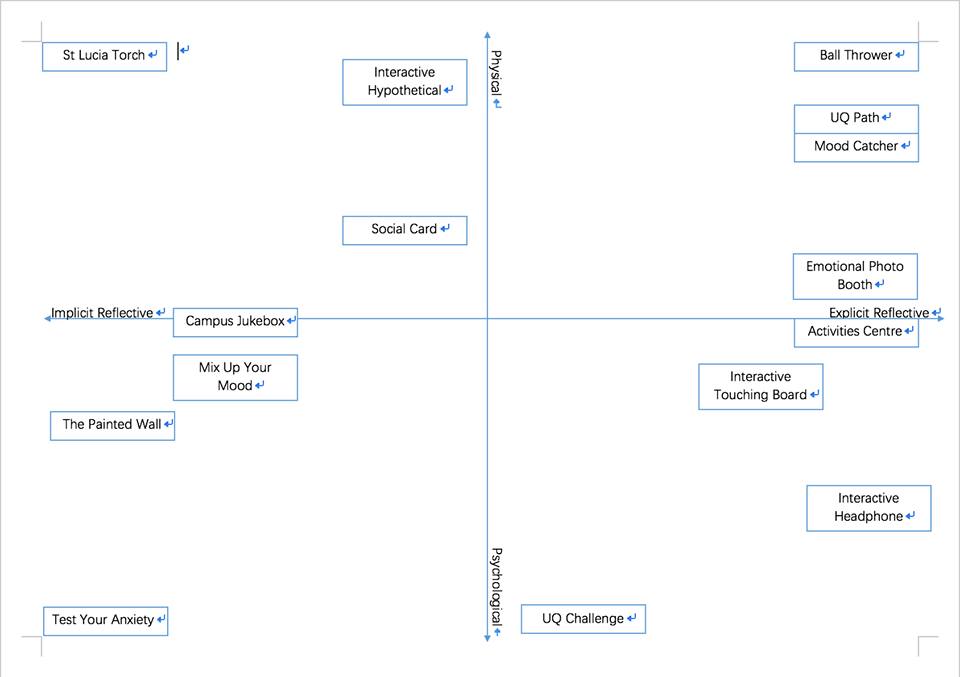 St Lucia Torch
Ball Thrower
Physical
Interactive
Hypothetical
UQ Path
Mood Catcher
Social Card
Emotional Photo
Booth
Implicit Reflective
Explicit Reflective
Campus Jukebox
Activities Centre
Mix Up Your
Mood
Interactive
Touching Board
The Painted Wall
Interactive
Headphone
Psychological
Test Your Anxiety
UQ Challenge